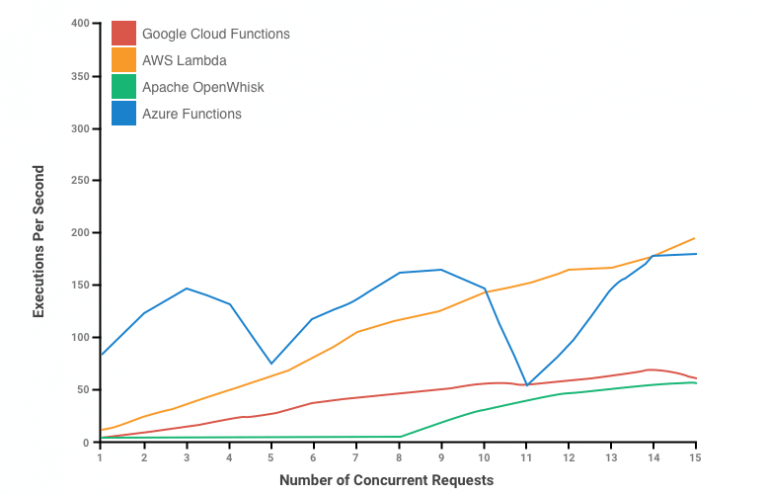 400
350
300
250
200
150
100
50
0
Google Cloud Functions
AWS Lambda
Apache OpenWhisk
Azure Functions
Executions Per Second
1 2 3 4 5 6 7 8 9 10 11 12 13 14 15
Number of Concurrent Requests